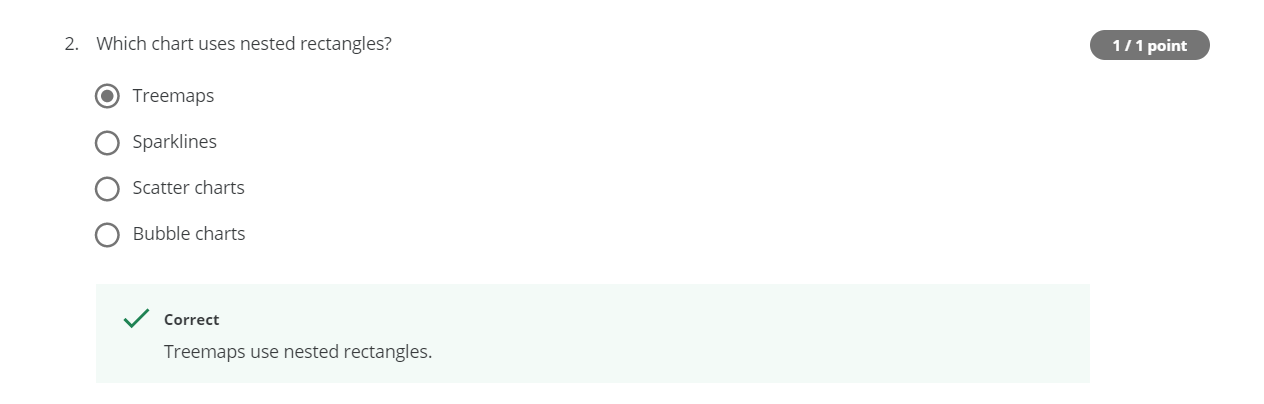 2. Which chart uses nested rectangles?
1 / 1 point
Treemaps
Sparklines
Scatter charts
Bubble charts
Correct
Treemaps use nested rectangles.